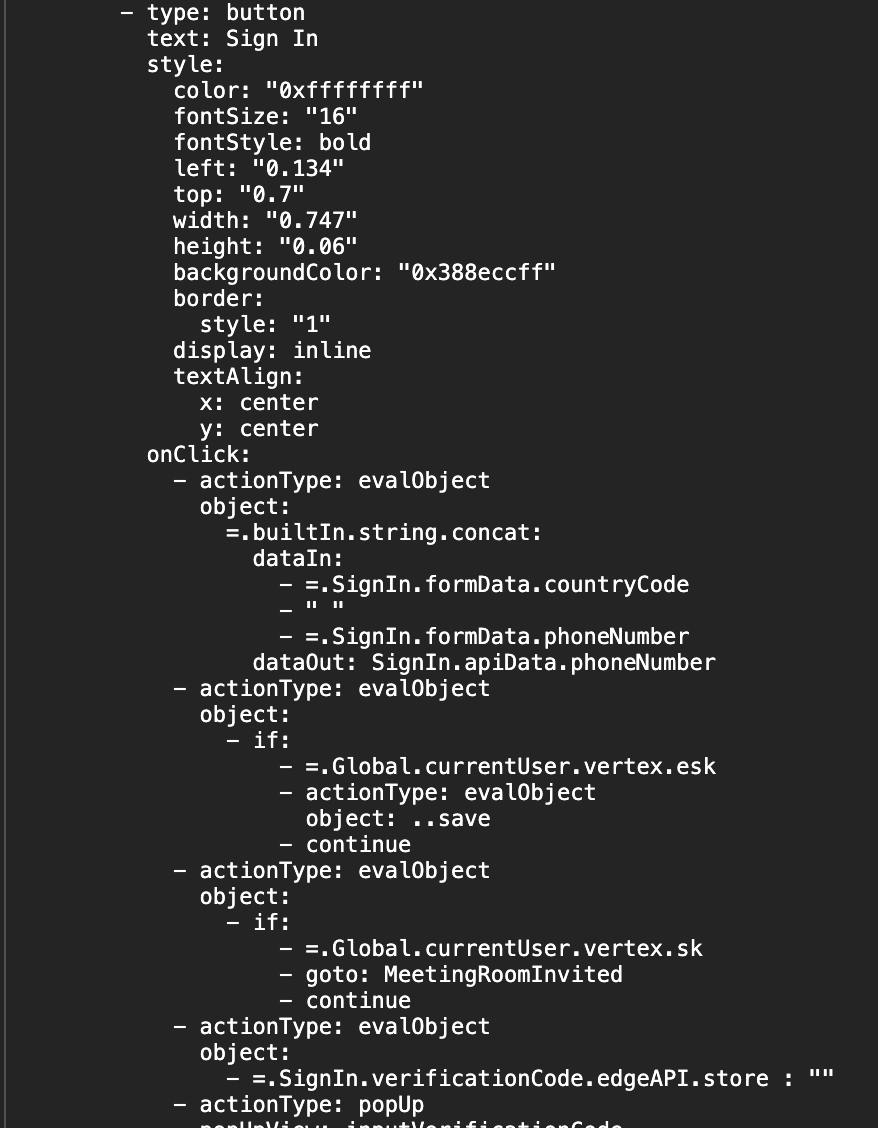 - type: button
text: Sign In
style:
color: "0xffffffff"
fontSize: "16"
fontStyle: bold
left: "0.134"
top: "0.7"
width: "0.747"
height: "0.06"
backgroundColor: "0x388eccff"
border:
style: "1"
display: inline
textAlign:
x: center
y: center
onClick:
- actionType: evalObject
object:
=.builtIn.string.concat:
dataIn:
- =.SignIn.formData.countryCode
- " "
- =.SignIn.formData.phoneNumber
dataOut: SignIn.apiData.phoneNumber
- actionType: evalObject
object:
- if:
- =.Global.currentUser.vertex.esk
- actionType: evalObject
object: ..save
- continue
- actionType: evalObject
object:
- if:
- =.Global.currentUser.vertex.sk
- goto: MeetingRoomInvited
- continue
- actionType: evalObject
object:
- =.SignIn.verificationCode.edgeAPI.store : ""
- actionType: popUp
popUpView: inputVerificationCode